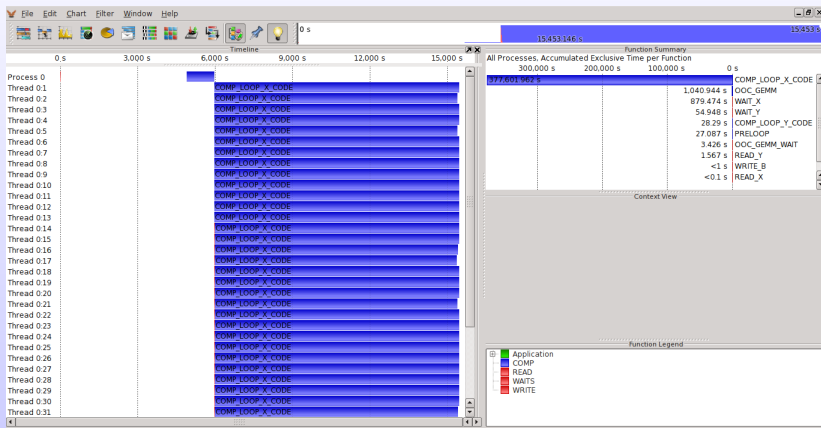 File Edit Chart Filter Window Help
0 s
15,453.146 s
15,453 s
Timeline
0 s 3,000 s 6,000 s 9,000 s 12,000 s 15,000 s
Process 0
Thread 0:1 COMP_LOOP_X_CODE
Thread 0:2 COMP_LOOP_X_CODE
Thread 0:3 COMP_LOOP_X_CODE
Thread 0:4 COMP_LOOP_X_CODE
Thread 0:5 COMP_LOOP_X_CODE
Thread 0:6 COMP_LOOP_X_CODE
Thread 0:7 COMP_LOOP_X_CODE
Thread 0:8 COMP_LOOP_X_CODE
Thread 0:9 COMP_LOOP_X_CODE
Thread 0:10 COMP_LOOP_X_CODE
Thread 0:11 COMP_LOOP_X_CODE
Thread 0:12 COMP_LOOP_X_CODE
Thread 0:13 COMP_LOOP_X_CODE
Thread 0:14 COMP_LOOP_X_CODE
Thread 0:15 COMP_LOOP_X_CODE
Thread 0:16 COMP_LOOP_X_CODE
Thread 0:17 COMP_LOOP_X_CODE
Thread 0:18 COMP_LOOP_X_CODE
Thread 0:19 COMP_LOOP_X_CODE
Thread 0:20 COMP_LOOP_X_CODE
Thread 0:21 COMP_LOOP_X_CODE
Thread 0:22 COMP_LOOP_X_CODE
Thread 0:23 COMP_LOOP_X_CODE
Thread 0:24 COMP_LOOP_X_CODE
Thread 0:25 COMP_LOOP_X_CODE
Thread 0:26 COMP_LOOP_X_CODE
Thread 0:27 COMP_LOOP_X_CODE
Thread 0:28 COMP_LOOP_X_CODE
Thread 0:29 COMP_LOOP_X_CODE
Thread 0:30 COMP_LOOP_X_CODE
Thread 0:31 COMP_LOOP_X_CODE
Function Summary
All Processes, Accumulated Exclusive Time per Function
300,000 s 200,000 s 100,000 s 0 s
377,601.962 s COMP_LOOP_X_CODE
1,040.944 s OOC_GEMM
879.474 s WAIT_X
54.948 s WAIT_Y
28.29 s COMP_LOOP_Y_CODE
27.087 s PRELOOP
3.426 s OOC_GEMM_WAIT
1.567 s READ_Y
<1 s WRITE_B
<0.1 s READ_X
Context View
Function Legend
Application
COMP
READ
WAITS
WRITE